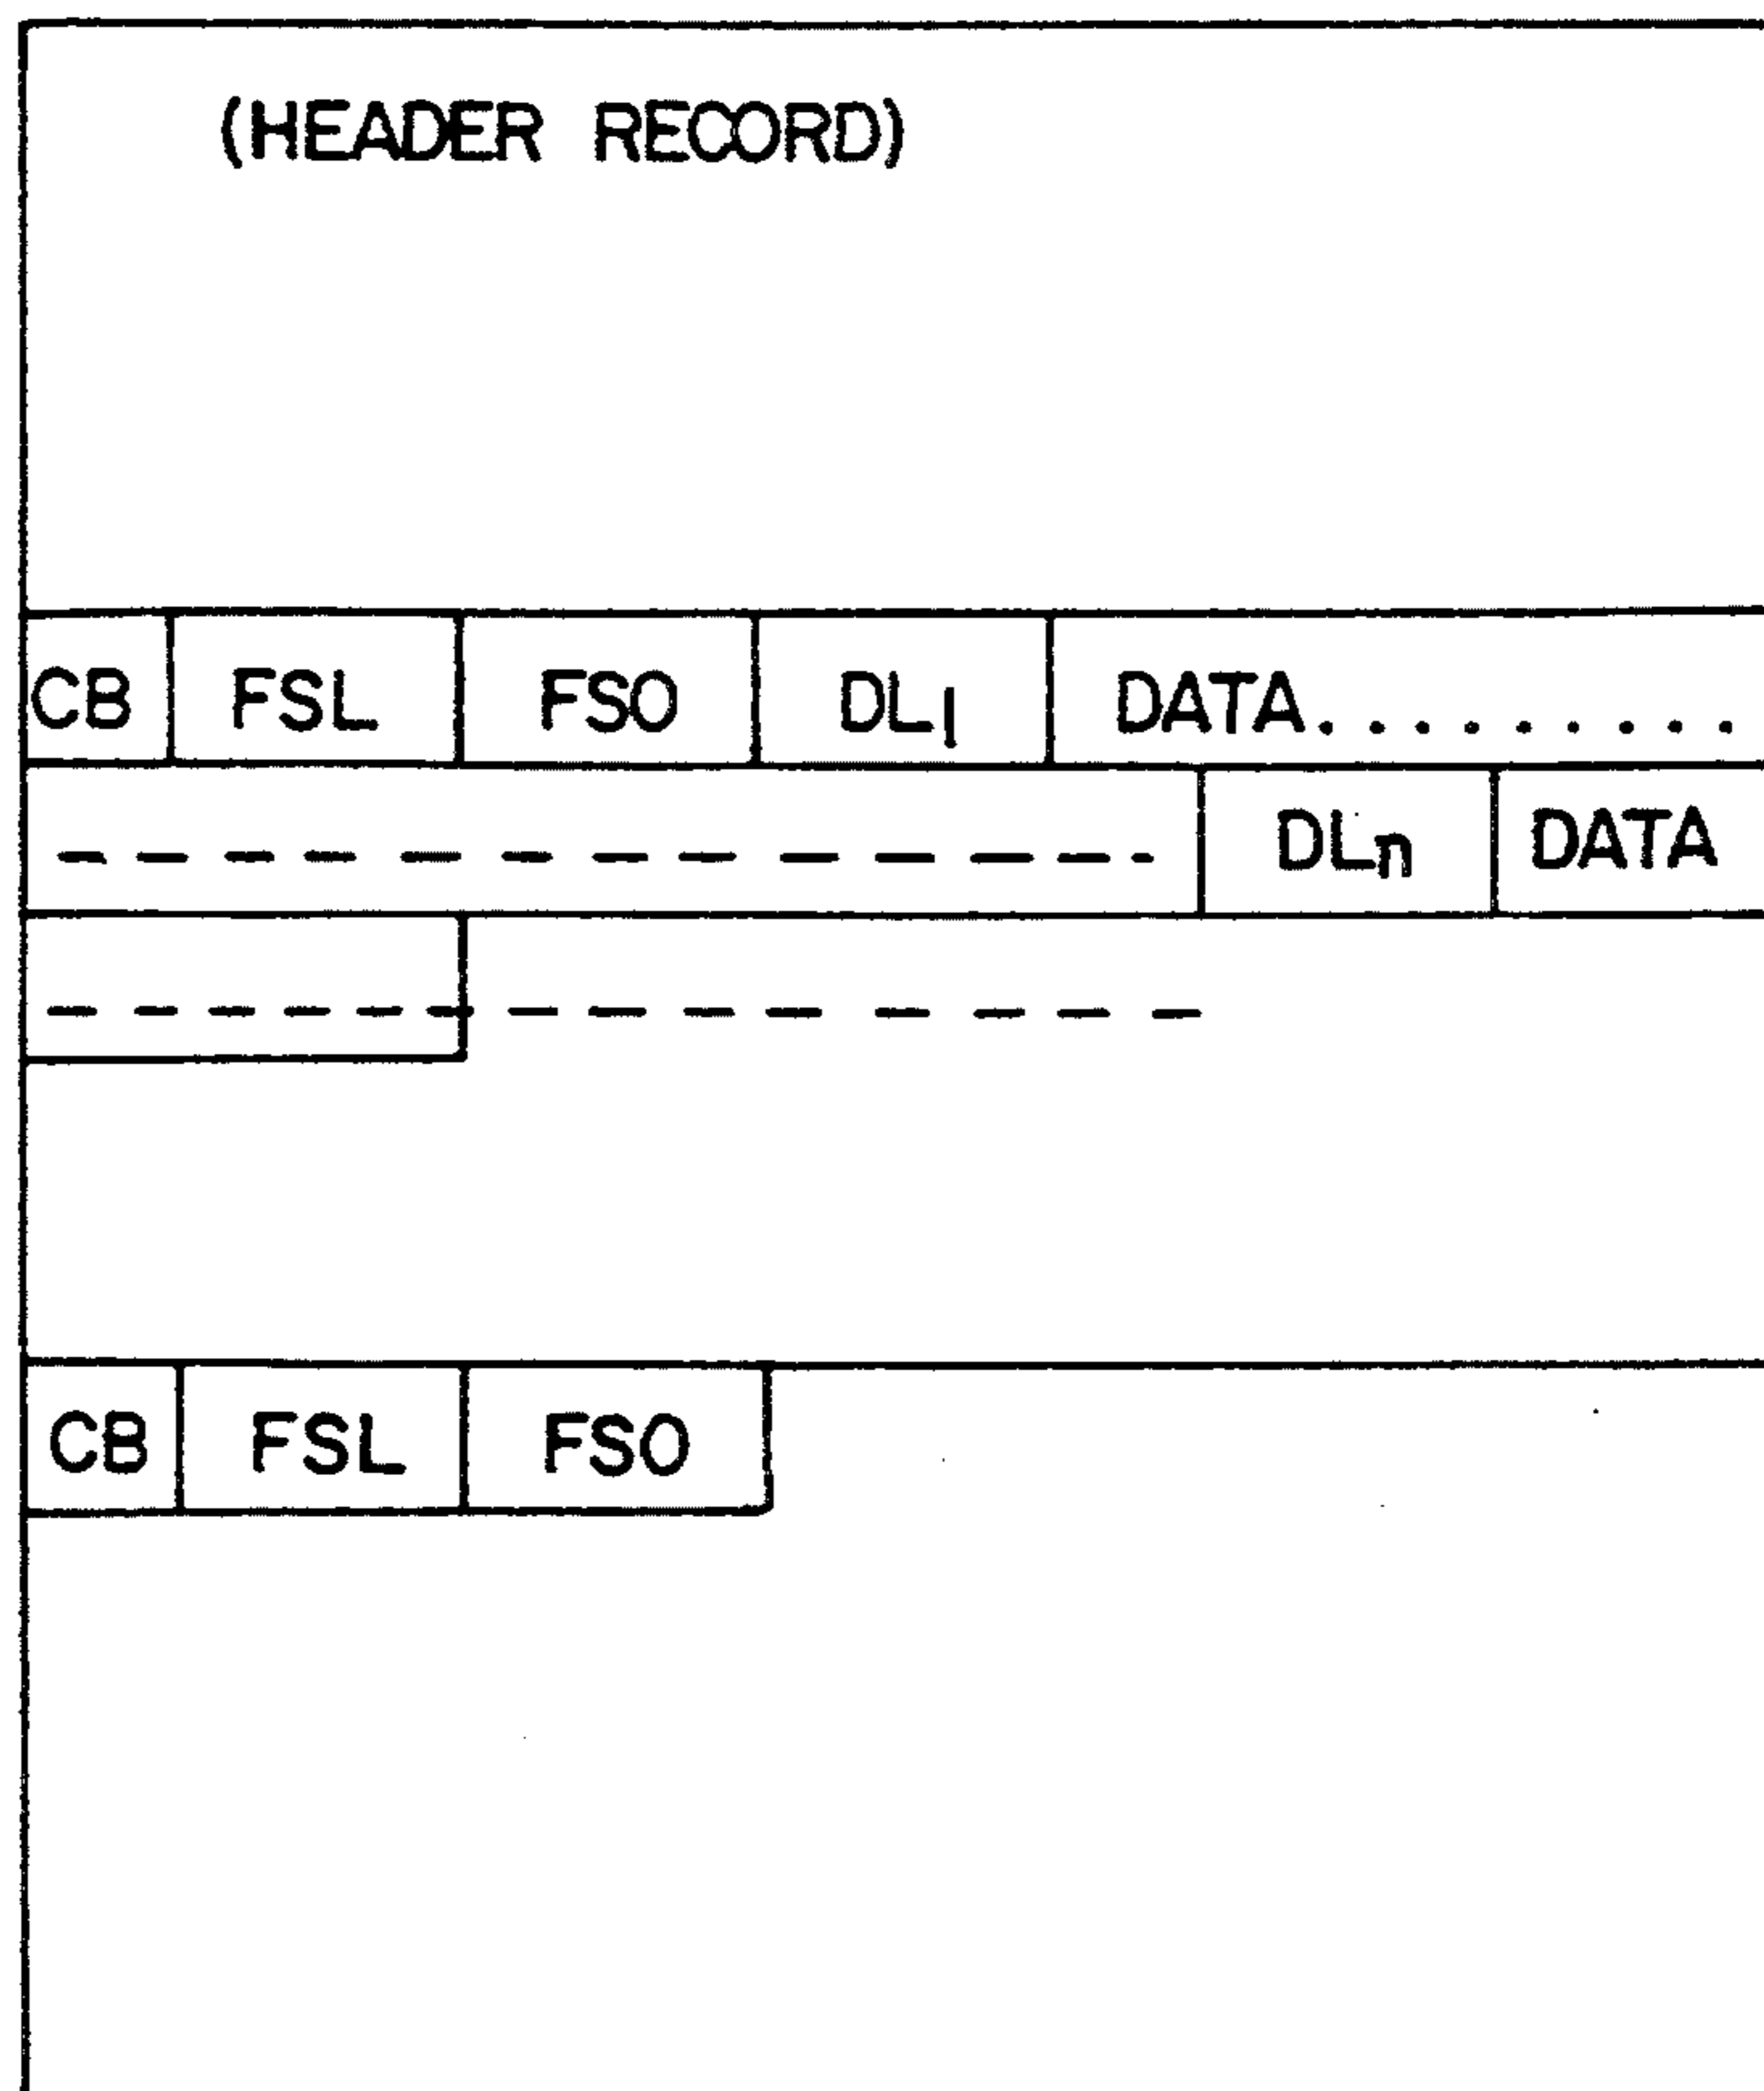 (HEADER RECORD)
CB FSL FSO DL1 DATA.........
DLn DATA
CB FSL FSO